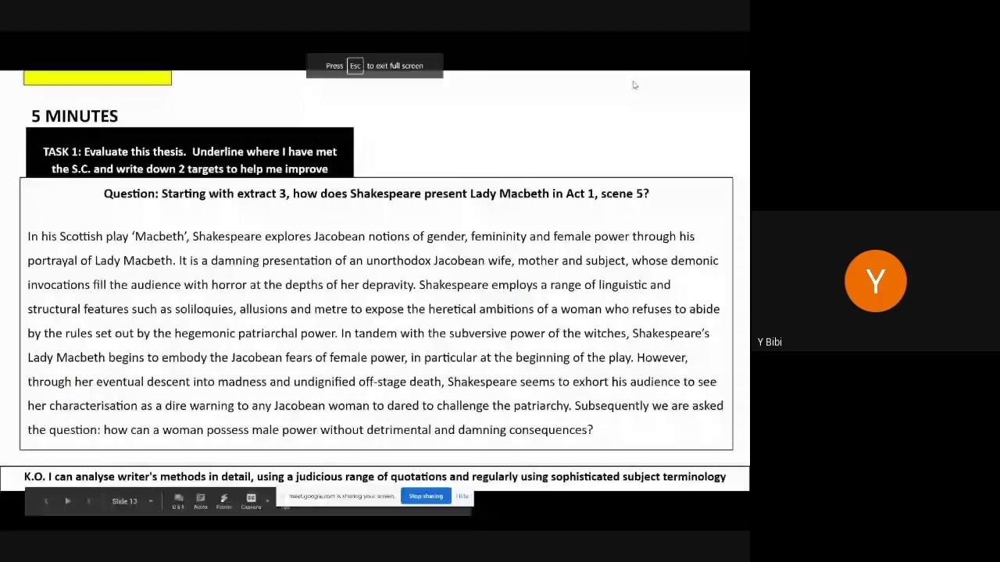 Press Esc to exit full screen
5 MINUTES
TASK 1: Evaluate this thesis. Underline where I have met
the S.C. and write down 2 targets to help me improve
Question: Starting with extract 3, how does Shakespeare present Lady Macbeth in Act 1, scene 5?
In his Scottish play ‘Macbeth’, Shakespeare explores Jacobean notions of gender, femininity and female power through his
portrayal of Lady Macbeth. It is a damning presentation of an unorthodox Jacobean wife, mother and subject, whose demonic
invocations fill the audience with horror at the depths of her depravity. Shakespeare employs a range of linguistic and
structural features such as soliloquies, allusions and metre to expose the heretical ambitions of a woman who refuses to abide
by the rules set out by the hegemonic patriarchal power. In tandem with the subversive power of the witches, Shakespeare’s
Lady Macbeth begins to embody the Jacobean fears of female power, in particular at the beginning of the play. However,
through her eventual descent into madness and undignified off-stage death, Shakespeare seems to exhort his audience to see
her characterisation as a dire warning to any Jacobean woman to dared to challenge the patriarchy. Subsequently we are asked
the question: how can a woman possess male power without detrimental and damning consequences?
K.O. I can analyse writer's methods in detail, using a judicious range of quotations and regularly using sophisticated subject terminology
Slide 13
Q & A
Notes
Pointer
Captions
meet.google.com is sharing your screen.
Stop sharing
Hide
Y
Y Bibi